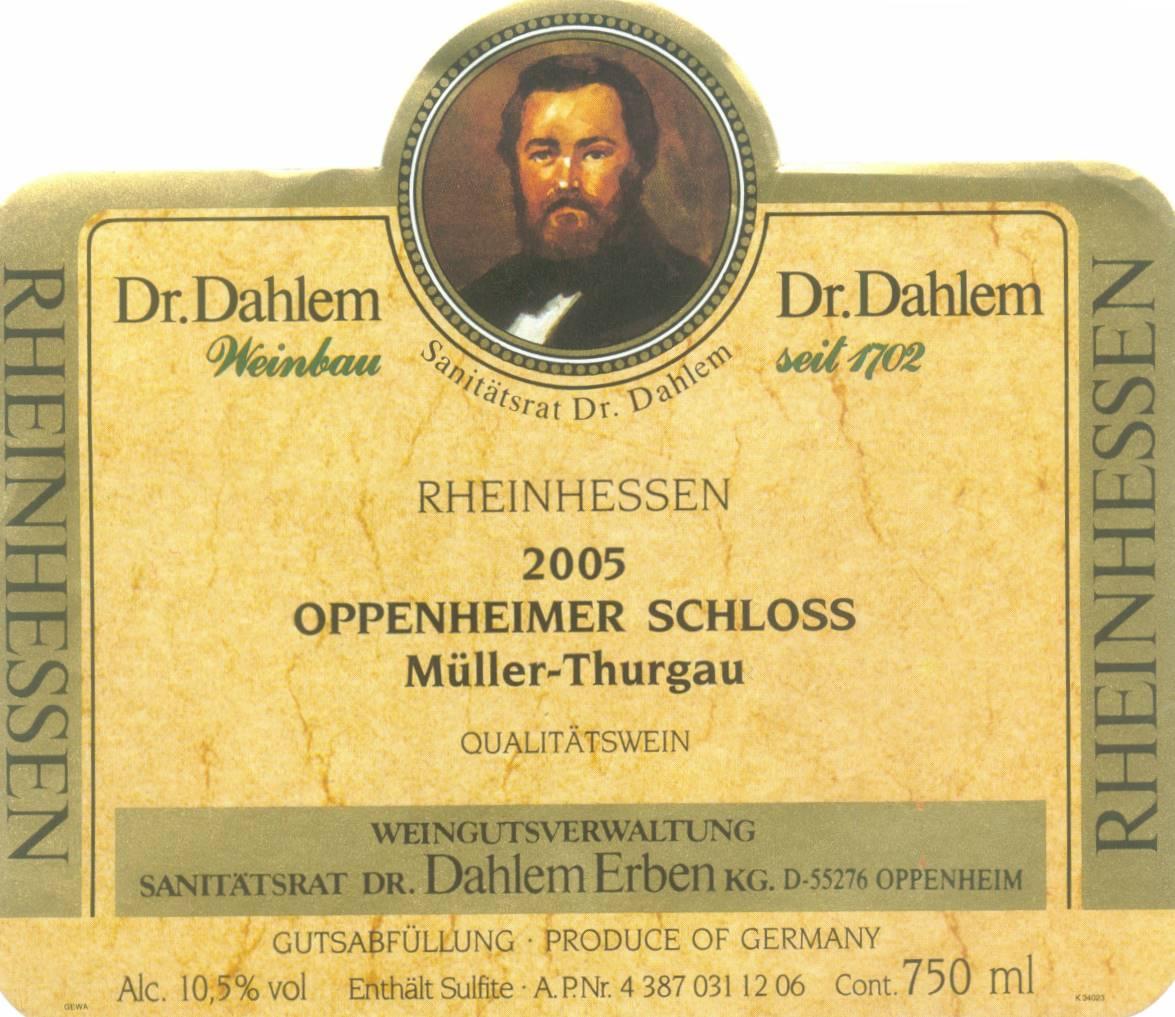 Dr. Dahlem
Weinbau
Dr. Dahlem
seit 1702
Sanitätsrat Dr. Dahlem
RHEINHESSEN
RHEINHESSEN
RHEINHESSEN
2005
OPPENHEIMER SCHLOSS
Müller-Thurgau
QUALITÄTSWEIN
WEINGUTSVERWALTUNG
SANITÄTSRAT DR. Dahlem Erben KG. D-55276 OPPENHEIM
GUTSABFÜLLUNG · PRODUCE OF GERMANY
Alc. 10,5% vol Enthält Sulfite · A.P.Nr. 4 387 031 12 06 Cont. 750 ml
GEWA
K 34023